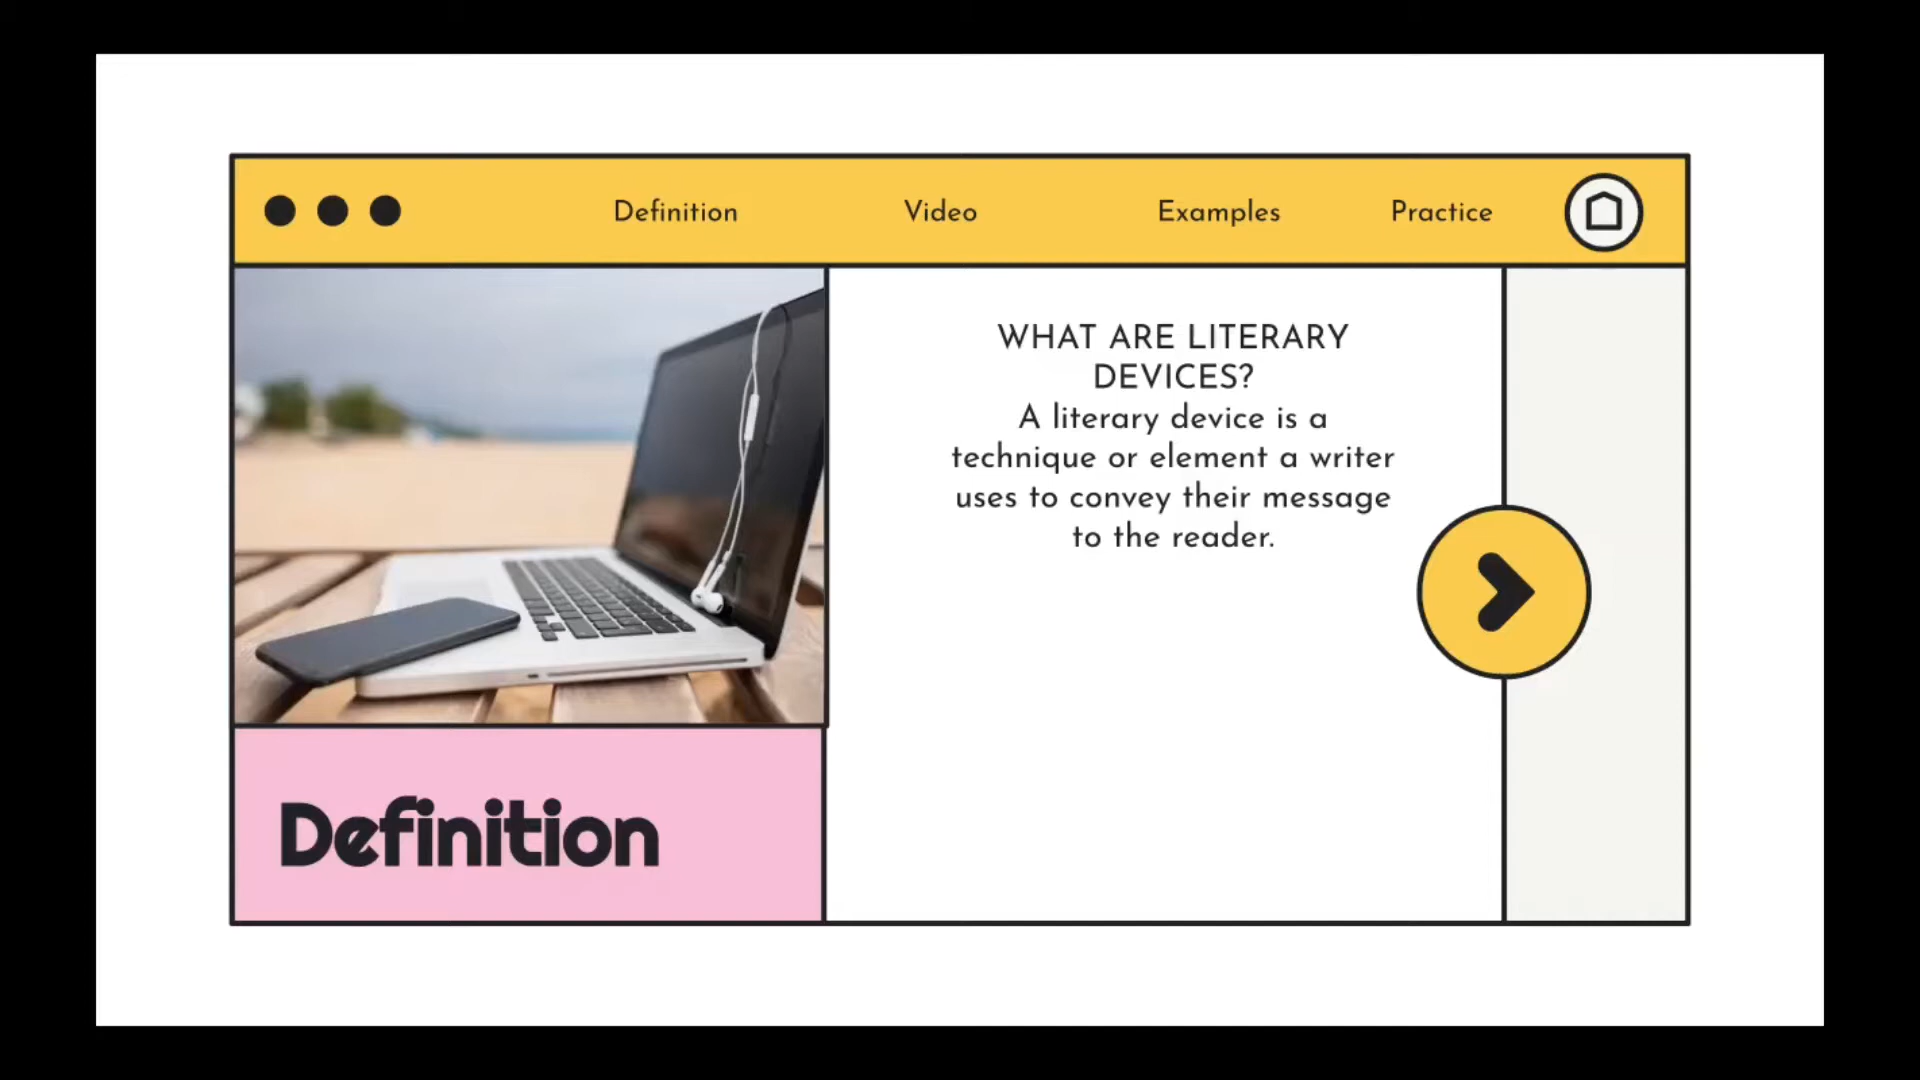 Definition
Video
Examples
Practice
WHAT ARE LITERARY
DEVICES?
A literary device is a
technique or element a writer
uses to convey their message
to the reader.
Definition